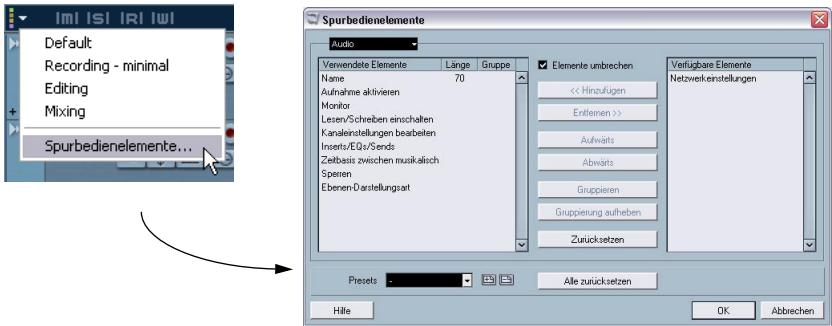 |m| |s| |R| |w|
Default
Recording - minimal
Editing
Mixing
Spurbedienelemente...
Spurbedienelemente
Audio
Verwendete Elemente Länge Gruppe
Name 70
Aufnahme aktivieren
Monitor
Lesen/Schreiben einschalten
Kanaleinstellungen bearbeiten
Inserts/EQs/Sends
Zeitbasis zwischen musikalisch
Sperren
Ebenen-Darstellungsart
Elemente umbrechen
<< Hinzufügen
Entfernen >>
Aufwärts
Abwärts
Gruppieren
Gruppierung aufheben
Zurücksetzen
Verfügbare Elemente
Netzwerkeinstellungen
Presets -
Alle zurücksetzen
Hilfe
OK
Abbrechen